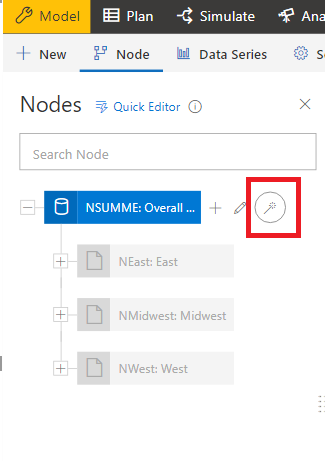 Model Plan Simulate Ana
New Node Data Series S
Nodes Quick Editor
Search Node
NSUMME: Overall ...
NEast: East
NMidwest: Midwest
NWest: West